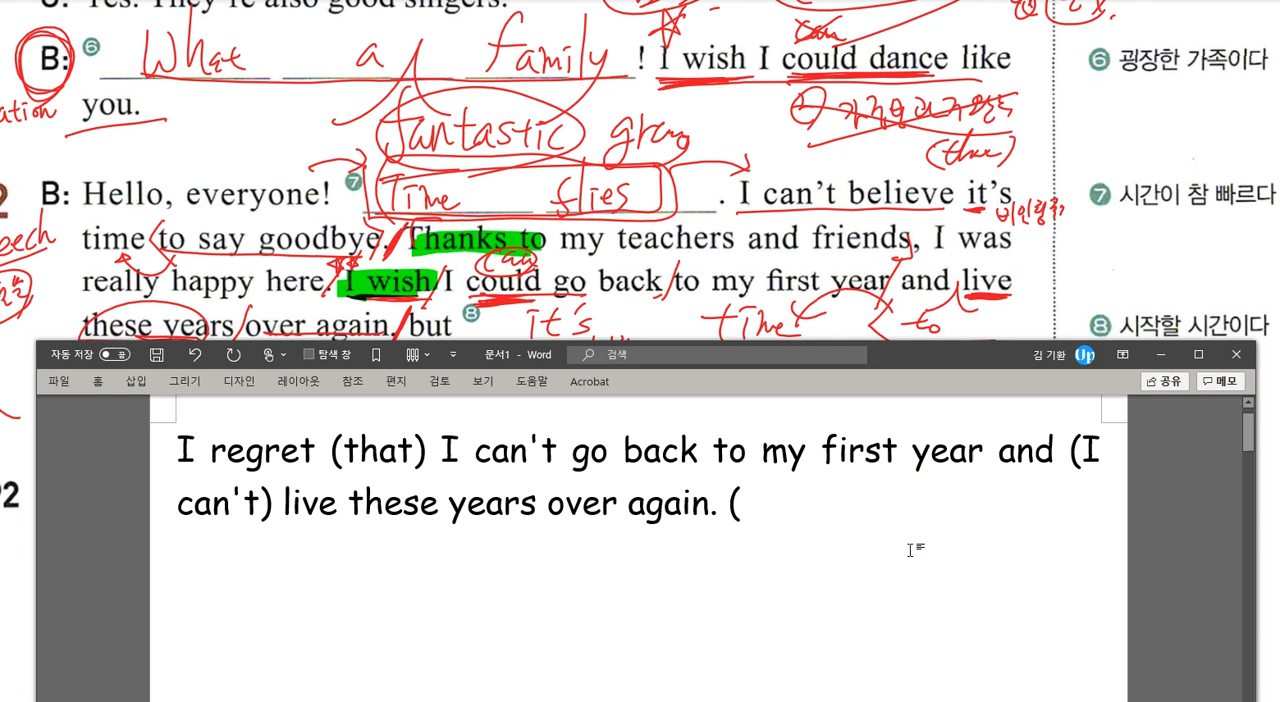 B: ⑥ What a family ! I wish I could dance like
⑥ 굉장한 가족이다
you.
fantastic
(than)
B: Hello, everyone! ⑦ Time flies . I can't believe it's
비인칭주
⑦ 시간이 참 빠르다
time to say goodbye. Thanks to my teachers and friends, I was
can
really happy here. I wish I could go back to my first year and live
these years over again, but ⑧ it's time to
⑧ 시작할 시간이다
자동 저장 끔 탐색 창 문서1 - Word 검색 김 기환
파일 홈 삽입 그리기 디자인 레이아웃 참조 편지 검토 보기 도움말 Acrobat 공유 메모
I regret (that) I can't go back to my first year and (I
can't) live these years over again. (